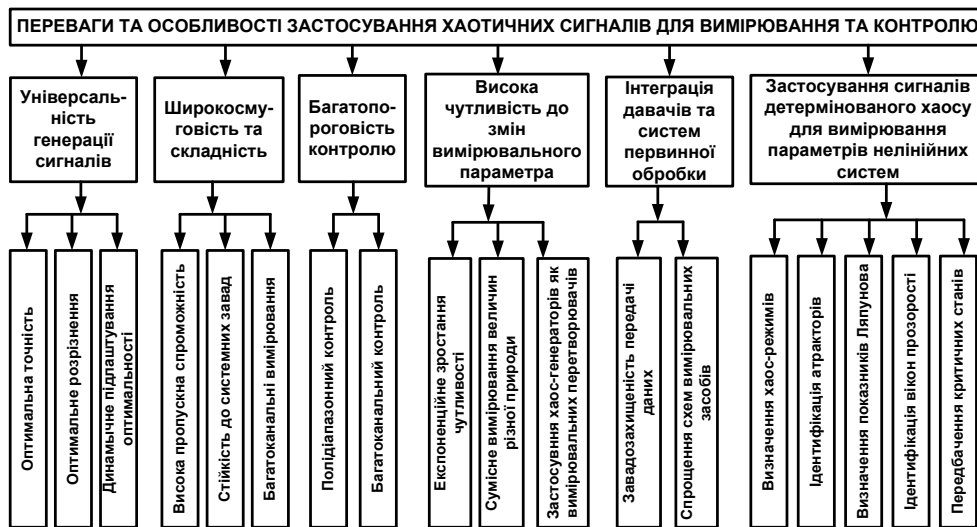 ПЕРЕВАГИ ТА ОСОБЛИВОСТІ ЗАСТОСУВАННЯ ХАОТИЧНИХ СИГНАЛІВ ДЛЯ ВИМІРЮВАННЯ ТА КОНТРОЛЮ
Універсаль-
ність
генерації
сигналів
Широкосму-
говість та
складність
Багатопо-
роговість
контролю
Висока
чутливість до
змін
вимірювального
параметра
Інтеграція
давачів та
систем
первинної
обробки
Застосування сигналів
детермінованого хаосу
для вимірювання
параметрів нелінійних
систем
Оптимальна точність
Оптимальне розрізнення
Динамычне підлаштування
оптимальності
Висока пропускна спроможність
Стійкість до системних завад
Багатоканальні вимірювання
Полідіапазонний контроль
Багатоканальний контроль
Експоненційне зростання
чутливості
Сумісне вимірювання величин
різної природи
Застосувння хаос-генераторів як
вимірювальних перетворювачів
Завадозахищеність передачі
даних
Спрощення схем вимірювальних
засобів
Визначення хаос-режимів
Ідентифікація атракторів
Визначення показників Ляпунова
Ідентифікація вікон прозорості
Передбачення критичних станів